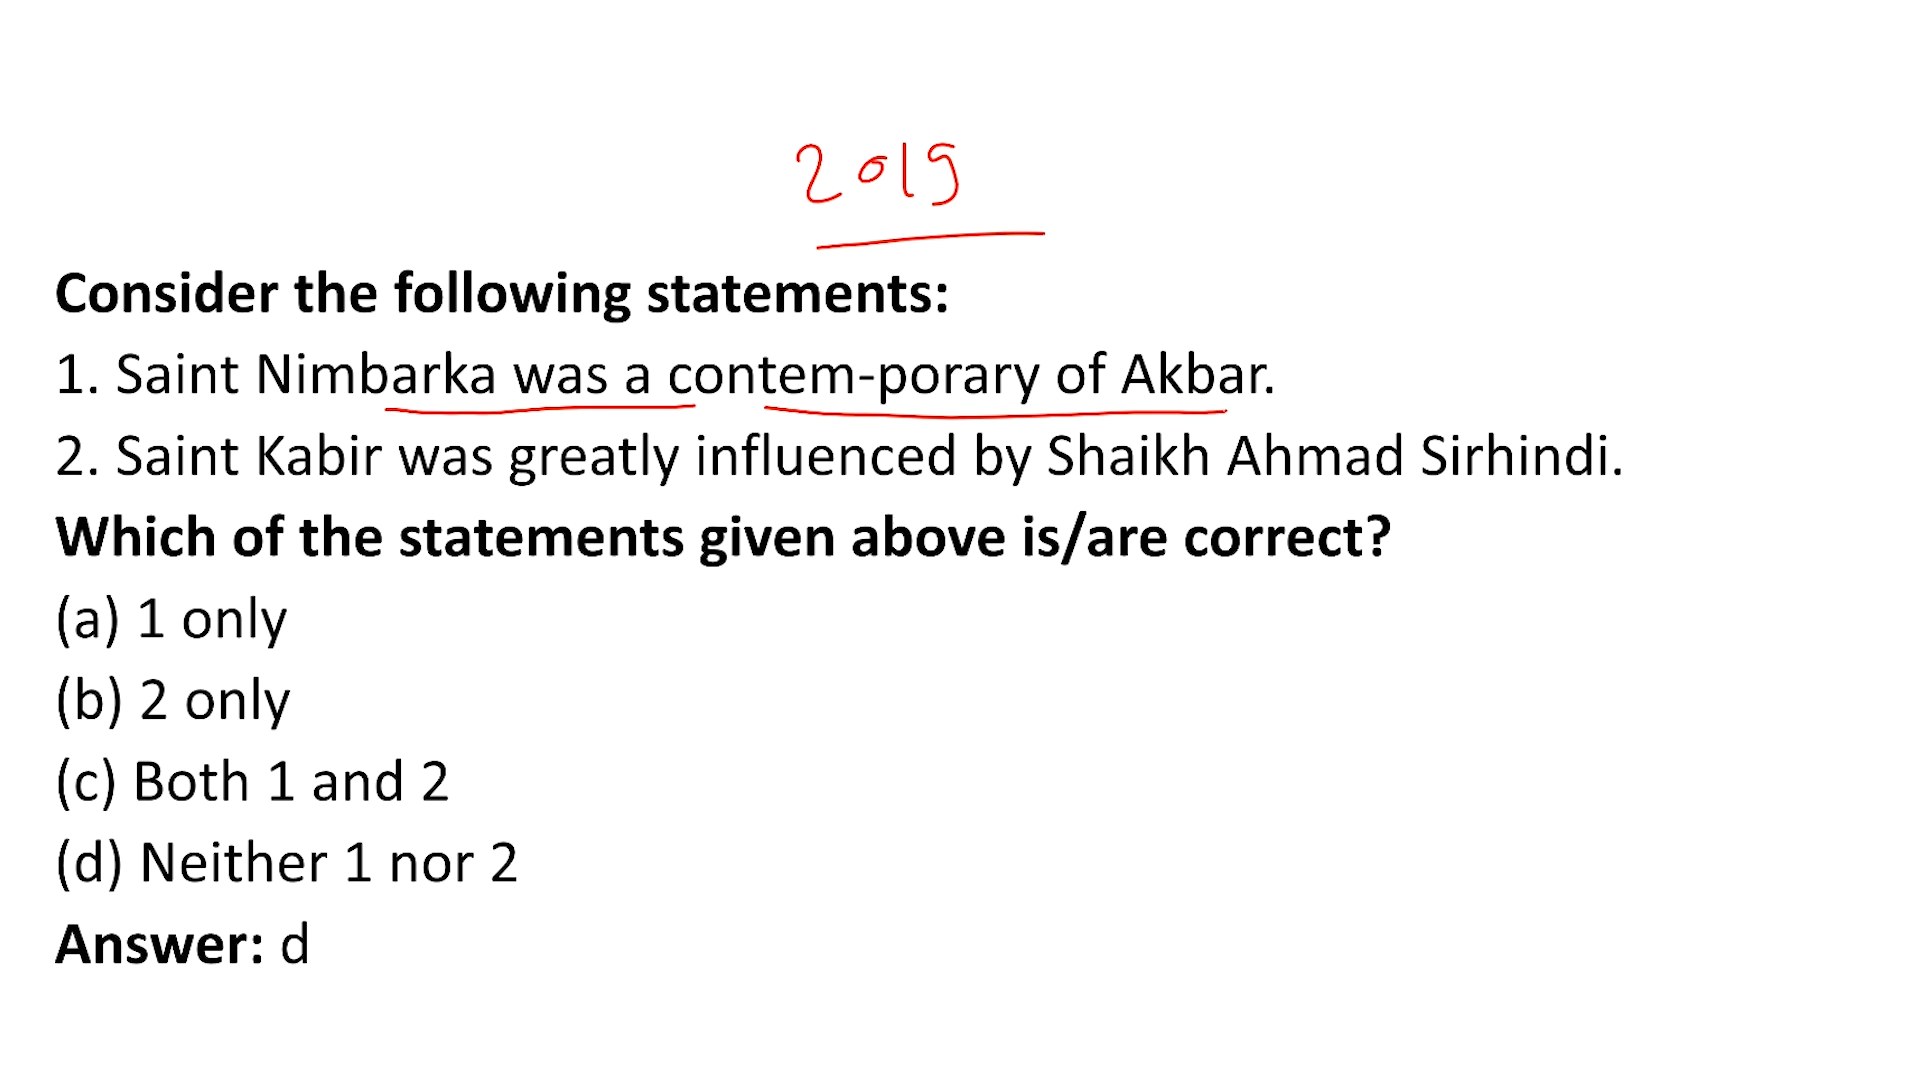 2019
Consider the following statements:
1. Saint Nimbarka was a contem-porary of Akbar.
2. Saint Kabir was greatly influenced by Shaikh Ahmad Sirhindi.
Which of the statements given above is/are correct?
(a) 1 only
(b) 2 only
(c) Both 1 and 2
(d) Neither 1 nor 2
Answer: d